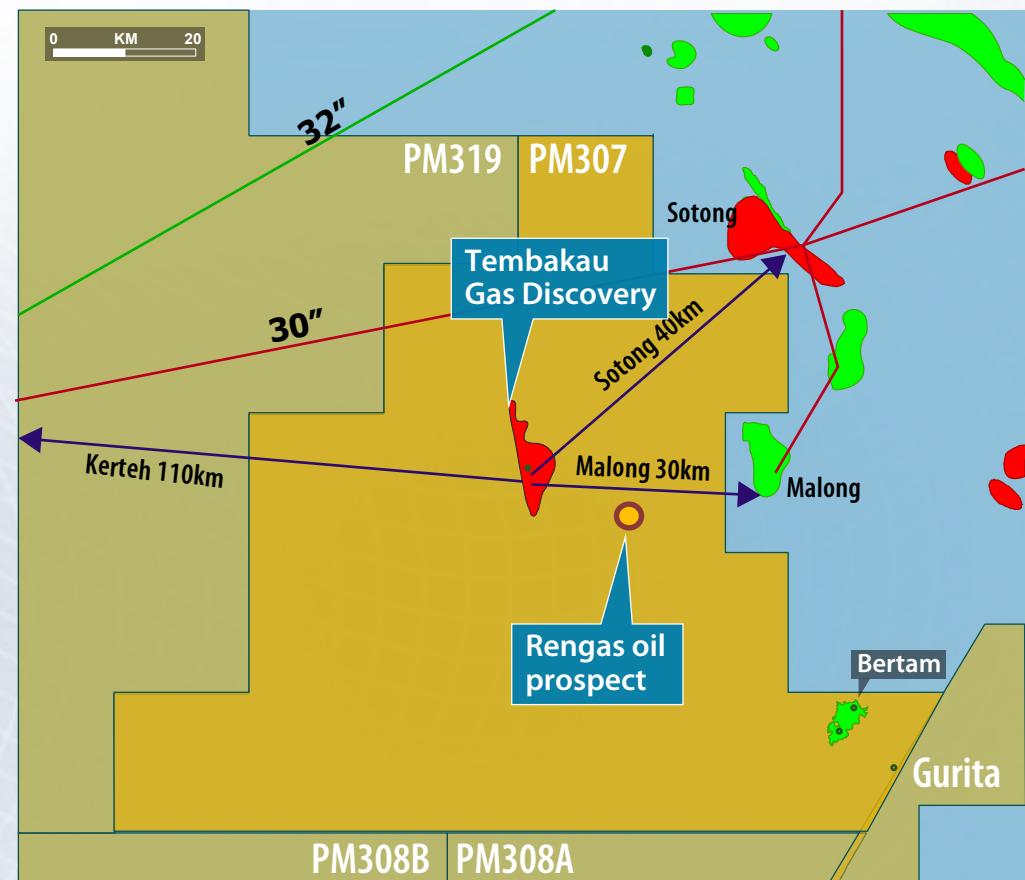 0 KM 20
32”
PM319
PM307
Sotong
Tembakau
Gas Discovery
30”
Sotong 40km
Kerteh 110km
Malong 30km
Malong
Rengas oil
prospect
Bertam
Gurita
PM308B
PM308A